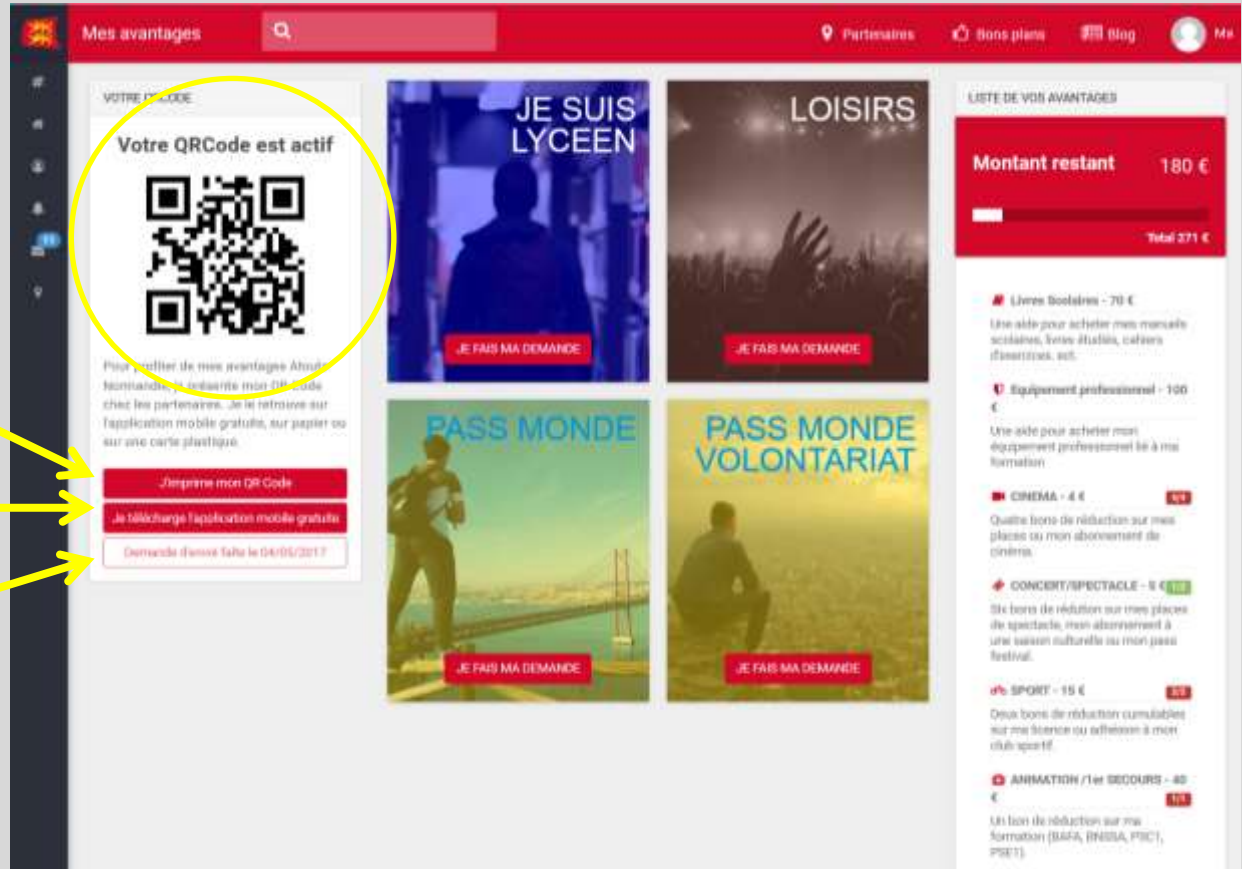 Mes avantages
Partenaires
Bons plans
Blog
VOTRE QRCODE
Votre QRCode est actif
Pour profiter de mes avantages Atouts
Normandie, je présente mon QR Code
chez les partenaires. Je le retrouve sur
l'application mobile gratuite, sur papier ou
sur une carte plastique.
J'imprime mon QR Code
Je télécharge l'application mobile gratuite
Demande d'envoi faite le 04/05/2017
JE SUIS
LYCEEN
JE FAIS MA DEMANDE
LOISIRS
JE FAIS MA DEMANDE
PASS MONDE
JE FAIS MA DEMANDE
PASS MONDE
VOLONTARIAT
JE FAIS MA DEMANDE
LISTE DE VOS AVANTAGES
Montant restant 180 €
Total 271 €
Livres Scolaires - 70 €
Une aide pour acheter mes manuels
scolaires, livres étudiés, cahiers
d'exercices, ect.
Equipement professionnel - 100
€
Une aide pour acheter mon
équipement professionnel lié à ma
formation
CINEMA - 4 €
Quatre bons de réduction sur mes
places ou mon abonnement de
cinéma.
CONCERT/SPECTACLE - 5 €
Six bons de rédution sur mes places
de spectacle, mon abonnement à
une saison culturelle ou mon pass
festival.
SPORT - 15 €
Deux bons de réduction cumulables
sur ma licence ou adhésion à mon
club sportif.
ANIMATION /1er SECOURS - 40
€
1/1
Un bon de réduction sur ma
formation (BAFA, BNSSA, PSC1,
PSE1).